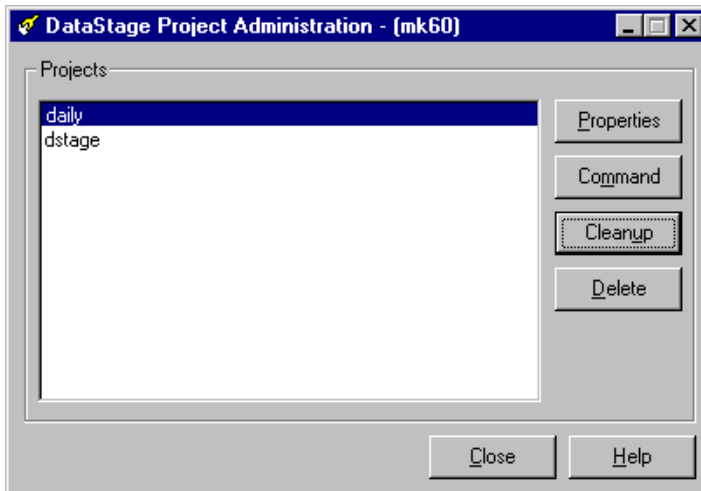 DataStage Project Administration - (mk60)
Projects
daily
dstage
Properties
Command
Cleanup
Delete
Close
Help